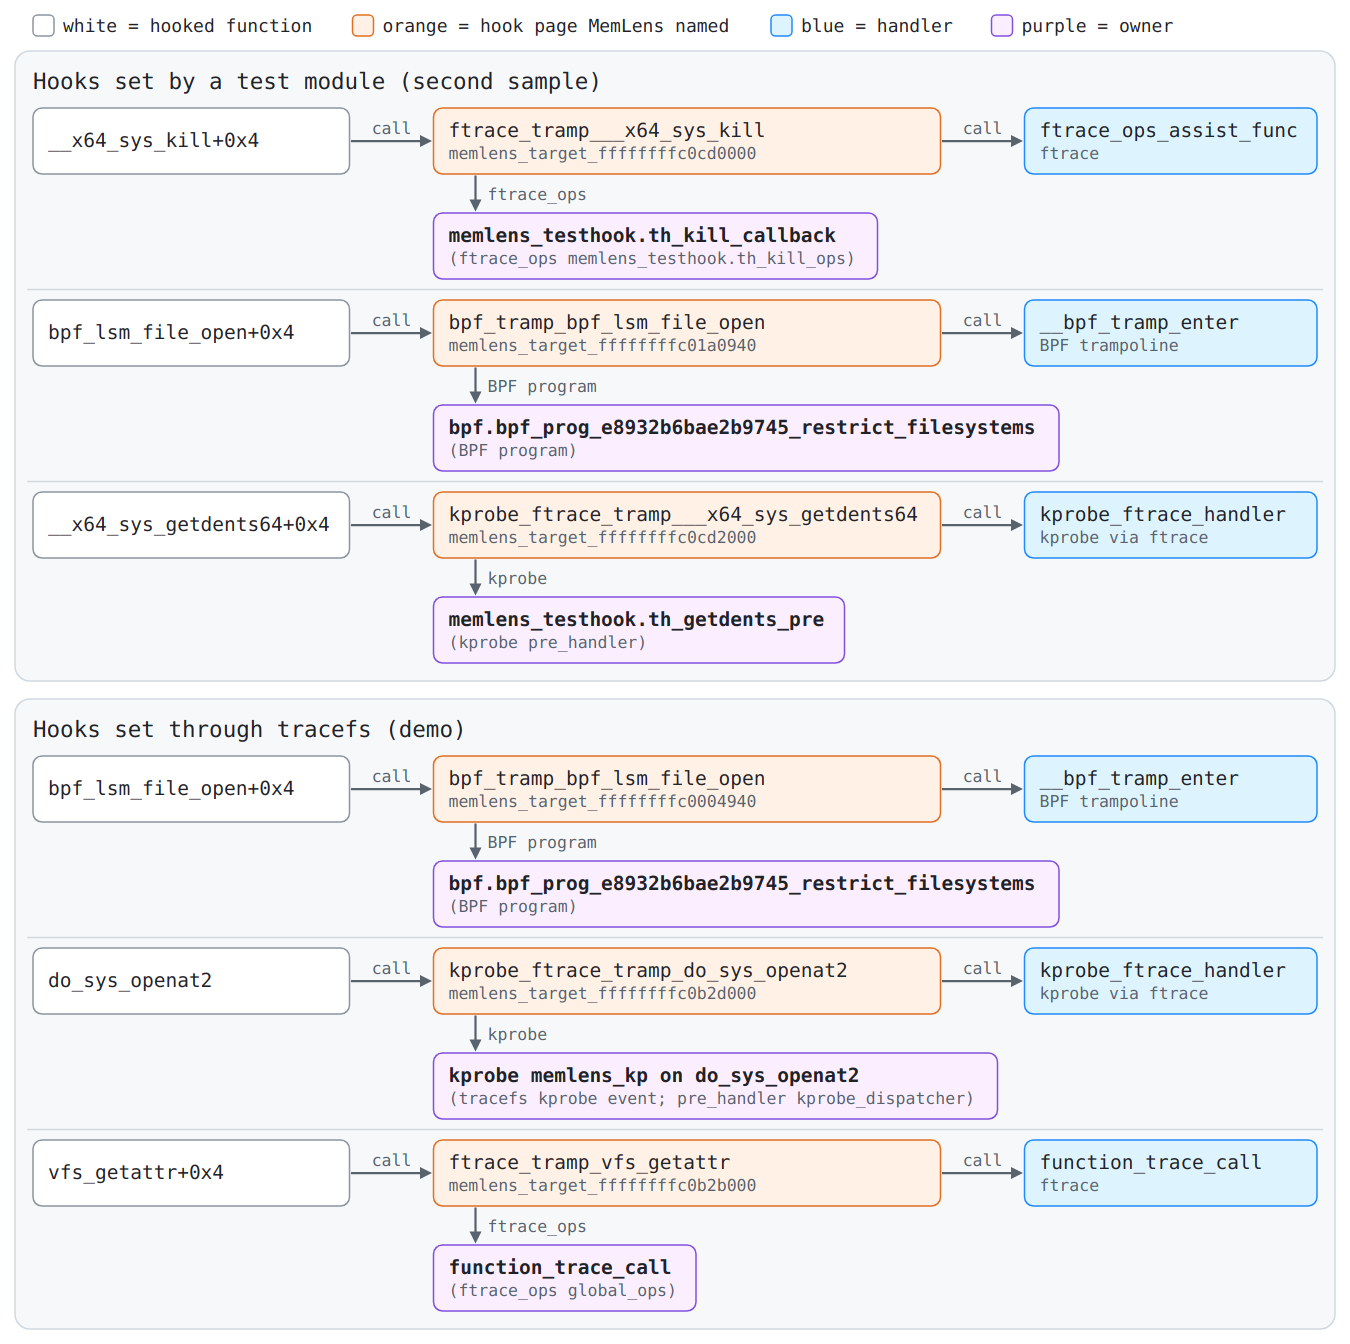 white = hooked function
orange = hook page MemLens named
blue = handler
purple = owner
Hooks set by a test module (second sample)
__x64_sys_kill+0x4
call
ftrace_tramp___x64_sys_kill
memlens_target_ffffffffc0cd0000
call
ftrace_ops_assist_func
ftrace
ftrace_ops
memlens_testhook.th_kill_callback
(ftrace_ops memlens_testhook.th_kill_ops)
bpf_lsm_file_open+0x4
call
bpf_tramp_bpf_lsm_file_open
memlens_target_ffffffffc01a0940
call
__bpf_tramp_enter
BPF trampoline
BPF program
bpf.bpf_prog_e8932b6bae2b9745_restrict_filesystems
(BPF program)
__x64_sys_getdents64+0x4
call
kprobe_ftrace_tramp___x64_sys_getdents64
memlens_target_ffffffffc0cd2000
call
kprobe_ftrace_handler
kprobe via ftrace
kprobe
memlens_testhook.th_getdents_pre
(kprobe pre_handler)
Hooks set through tracefs (demo)
bpf_lsm_file_open+0x4
call
bpf_tramp_bpf_lsm_file_open
memlens_target_ffffffffc0004940
call
__bpf_tramp_enter
BPF trampoline
BPF program
bpf.bpf_prog_e8932b6bae2b9745_restrict_filesystems
(BPF program)
do_sys_openat2
call
kprobe_ftrace_tramp_do_sys_openat2
memlens_target_ffffffffc0b2d000
call
kprobe_ftrace_handler
kprobe via ftrace
kprobe
kprobe memlens_kp on do_sys_openat2
(tracefs kprobe event; pre_handler kprobe_dispatcher)
vfs_getattr+0x4
call
ftrace_tramp_vfs_getattr
memlens_target_ffffffffc0b2b000
call
function_trace_call
ftrace
ftrace_ops
function_trace_call
(ftrace_ops global_ops)